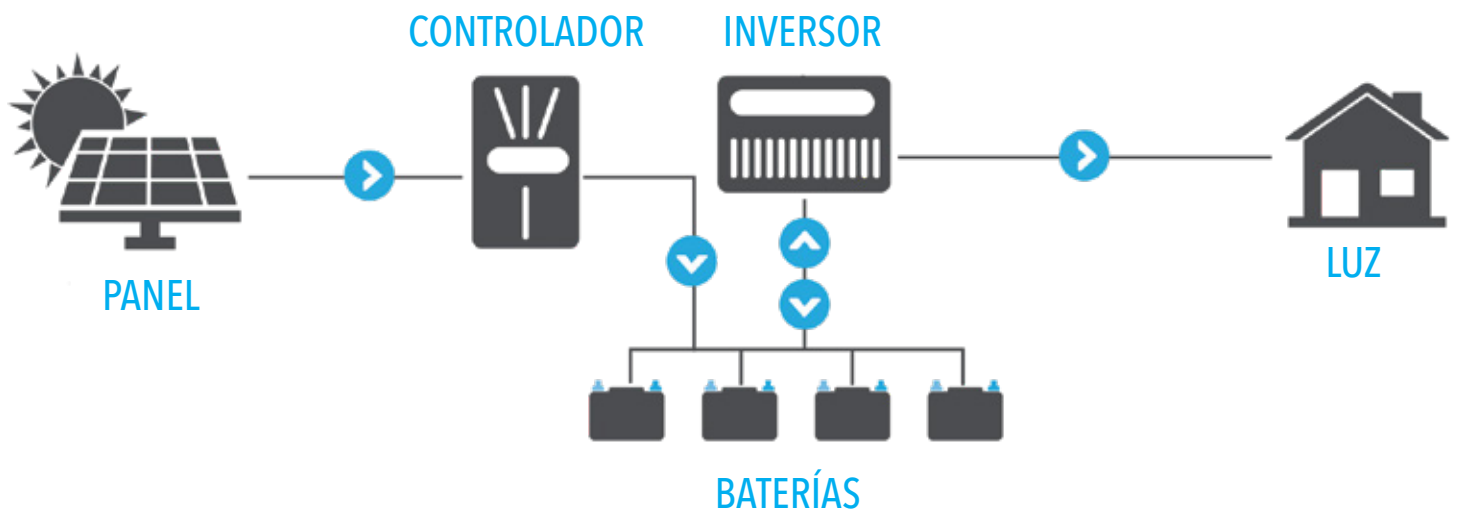 CONTROLADOR
INVERSOR
PANEL
LUZ
BATERÍAS